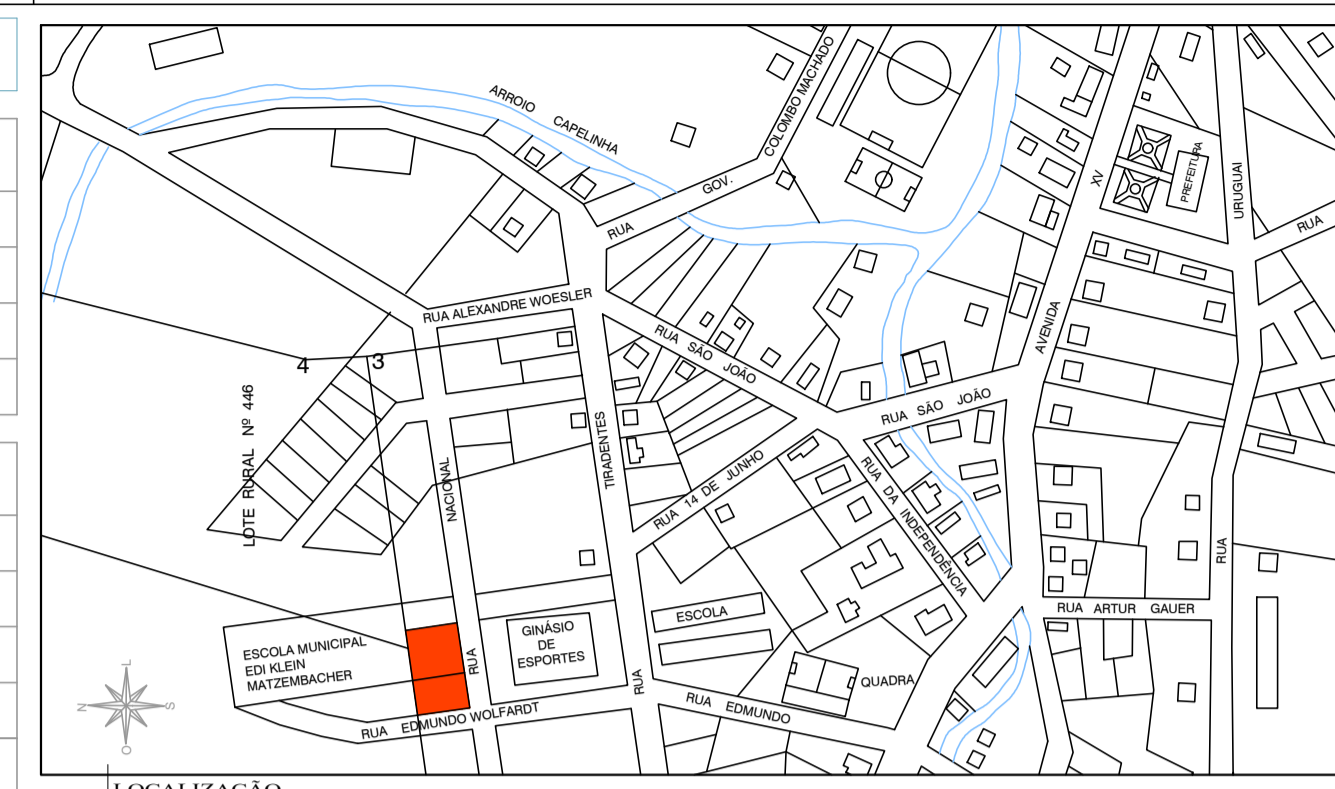 ARROIO CAPELINHA
RUA GOV. COLOMBO MACHADO
XV
PREFEITURA
URUGUAI
RUA
RUA ALEXANDRE WOESLER
RUA SÃO JOÃO
AVENIDA
4
3
LOTE RURAL Nº 446
RUA SÃO JOÃO
TIRADENTES
NACIONAL
RUA 14 DE JUNHO
RUA DA INDEPENDÊNCIA
RUA
RUA ARTUR GAUER
ESCOLA
GINÁSIO
DE
ESPORTES
ESCOLA MUNICIPAL
EDI KLEIN
MATZEMBACHER
RUA
RUA
QUADRA
RUA EDMUNDO
RUA EDMUNDO WOLFARDT
L
N
S
O
LOCALIZAÇÃO